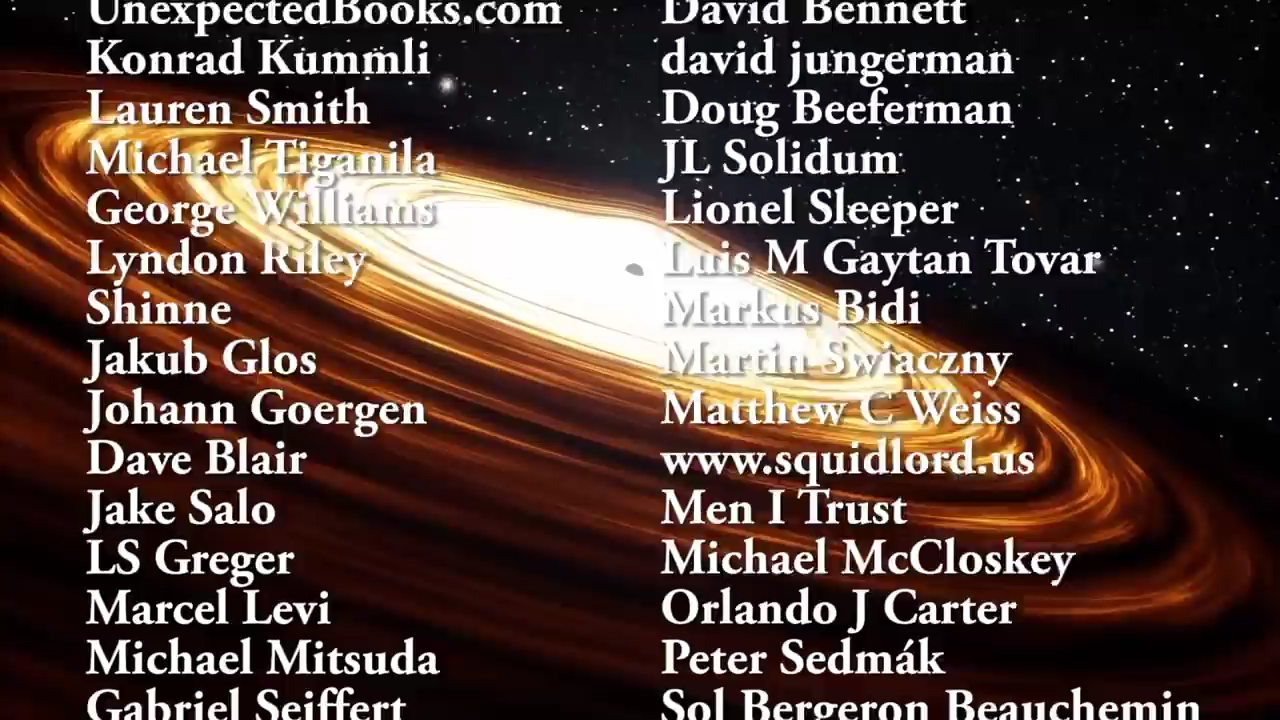 UnexpectedBooks.com
Konrad Kummli
Lauren Smith
Michael Tiganila
George Williams
Lyndon Riley
Shinne
Jakub Glos
Johann Goergen
Dave Blair
Jake Salo
LS Greger
Marcel Levi
Michael Mitsuda
Gabriel Seiffert
David Bennett
david jungerman
Doug Beeferman
JL Solidum
Lionel Sleeper
Luis M Gaytan Tovar
Markus Bidi
Martin Swiaczny
Matthew C Weiss
www.squidlord.us
Men I Trust
Michael McCloskey
Orlando J Carter
Peter Sedmák
Sol Bergeron Beauchemin